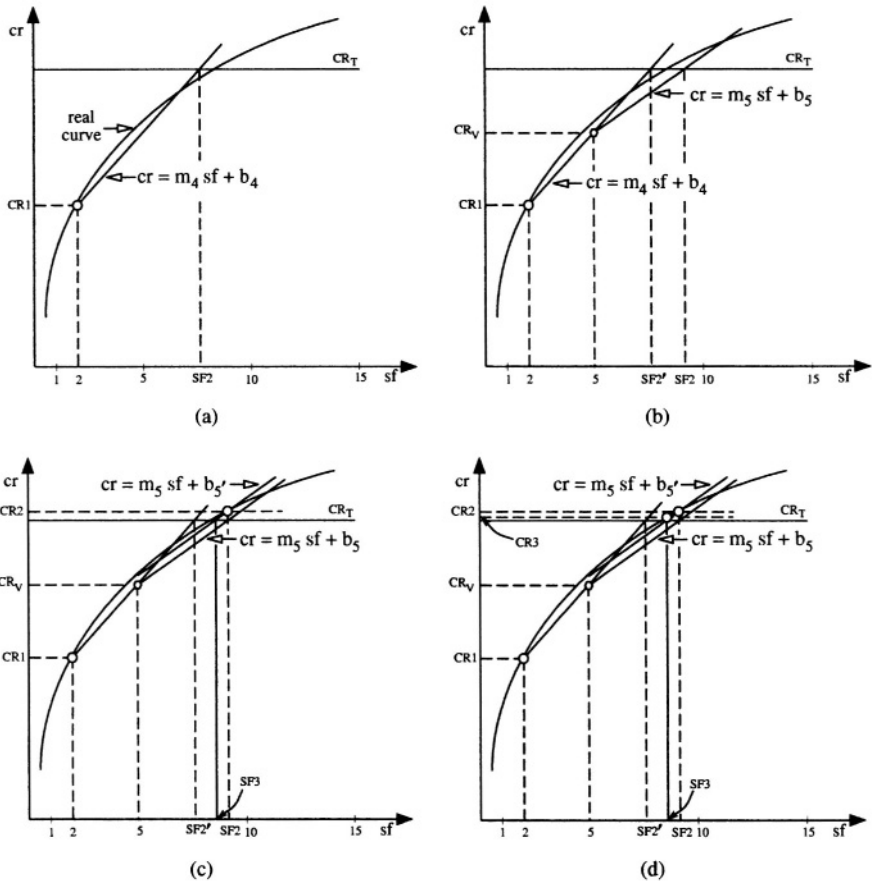 cr
CR_T
real
curve
cr = m_4 sf + b_4
CR1
1 2 5 SF2 10 15 sf
(a)
cr
CR_T
cr = m_5 sf + b_5
CR_V
cr = m_4 sf + b_4
CR1
1 2 5 SF2' SF2 10 15 sf
(b)
cr
cr = m_5 sf + b_5'
CR2
CR_T
cr = m_5 sf + b_5
CR_V
CR1
SF3
1 2 5 SF2' SF2 10 15 sf
(c)
cr
cr = m_5 sf + b_5'
CR2
CR_T
CR3
cr = m_5 sf + b_5
CR_V
CR1
SF3
1 2 5 SF2' SF2 10 15 sf
(d)